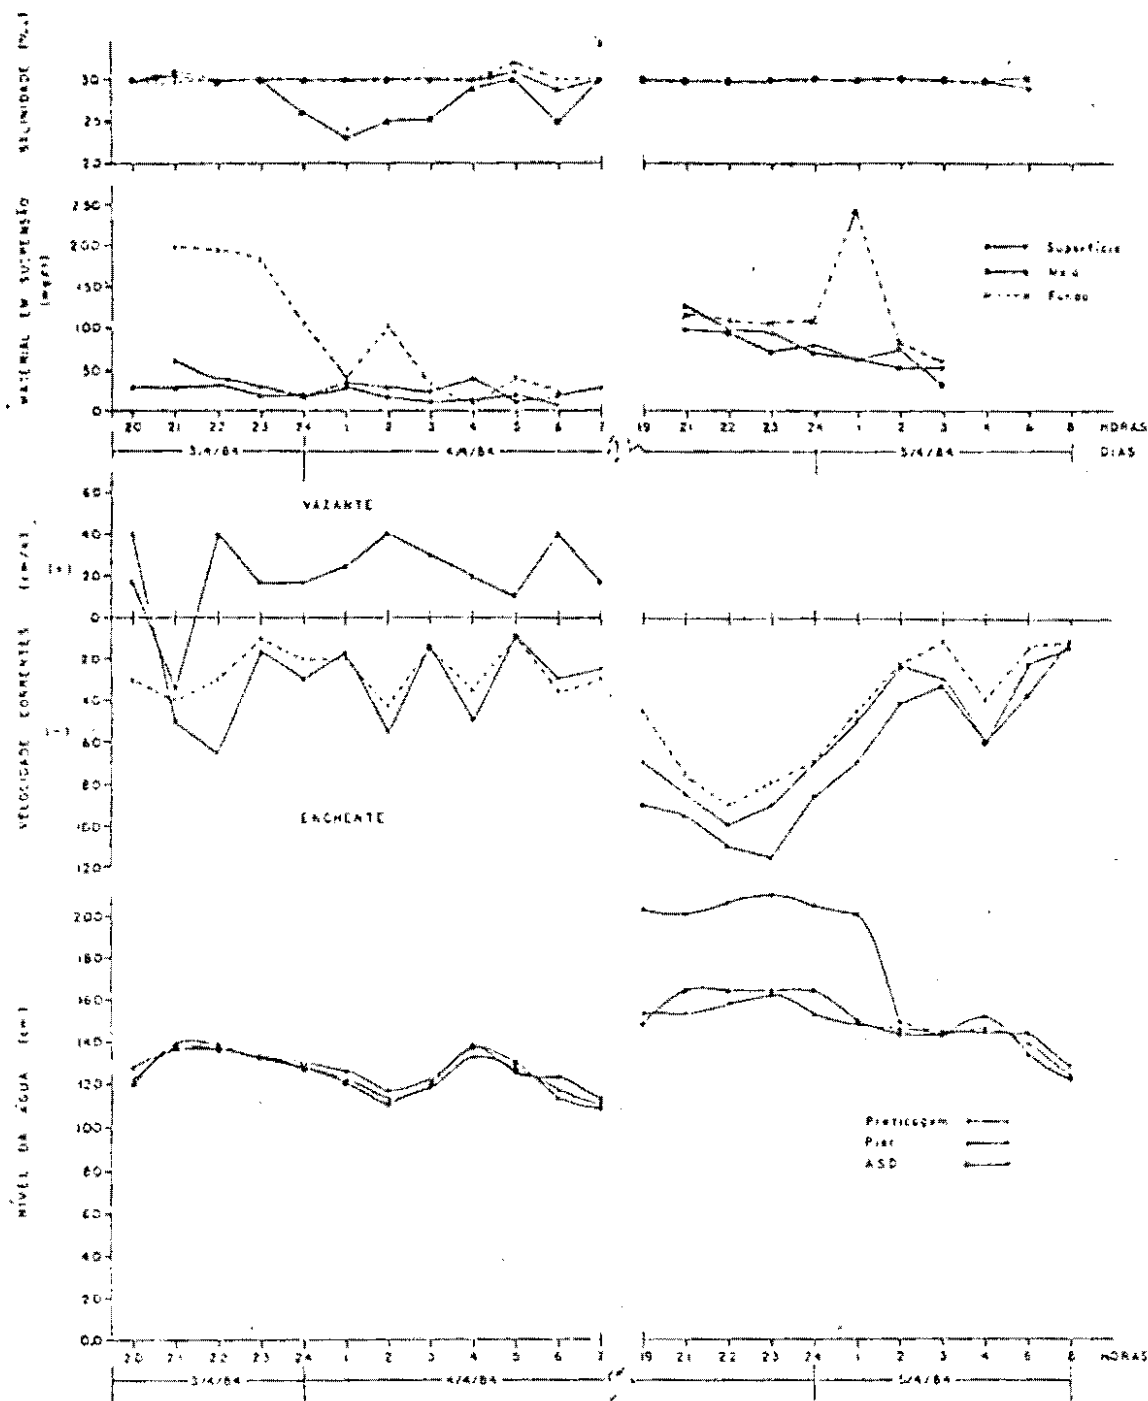 SALINIDADE (‰)
30
25
20
MATERIAL EM SUSPENSÃO
(mg/l)
250
200
150
100
50
0
Superfície
Meio
Fundo
20 21 22 23 24 1 2 3 4 5 6 7 19 21 22 23 24 1 2 3 4 6 8 HORAS
3/4/84 4/4/84 5/4/84 DIAS
VELOCIDADE CORRENTES (cm/s)
(+)
(-)
60
40
20
0
20
40
60
80
100
120
VAZANTE
ENCHENTE
NÍVEL DA ÁGUA (cm)
200
180
160
140
120
100
80
60
40
20
0,0
Praticagem
Pier
ASD
20 21 22 23 24 1 2 3 4 5 6 7 19 21 22 23 24 1 2 3 4 6 8 HORAS
3/4/84 4/4/84 5/4/84